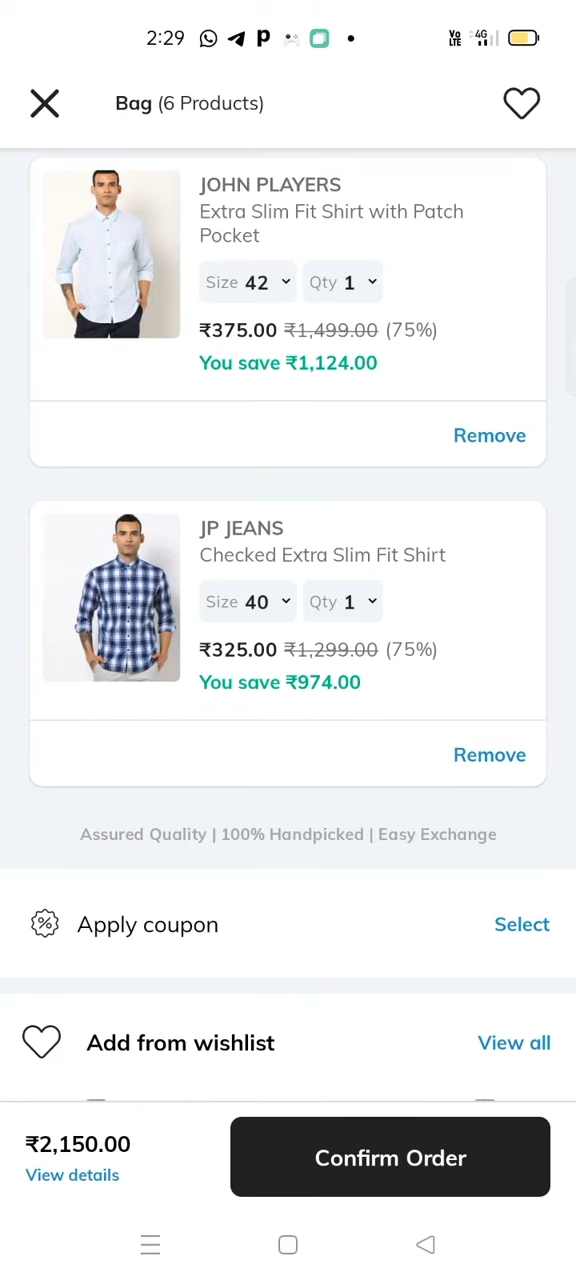 2:29
Vo
LTE
4G
Bag (6 Products)
JOHN PLAYERS
Extra Slim Fit Shirt with Patch
Pocket
Size 42 Qty 1
₹375.00 ₹1,499.00 (75%)
You save ₹1,124.00
Remove
JP JEANS
Checked Extra Slim Fit Shirt
Size 40 Qty 1
₹325.00 ₹1,299.00 (75%)
You save ₹974.00
Remove
Assured Quality | 100% Handpicked | Easy Exchange
Apply coupon Select
Add from wishlist View all
₹2,150.00
View details
Confirm Order